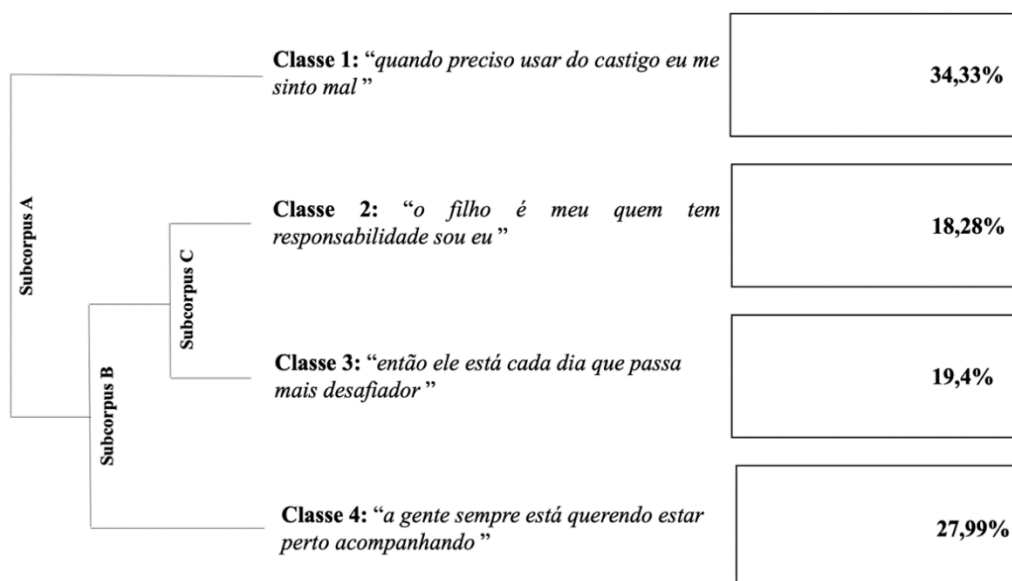 Classe 1: “quando preciso usar do castigo eu me
sinto mal ”
34,33%
Subcorpus A
Classe 2: “o filho é meu quem tem
responsabilidade sou eu ”
18,28%
Subcorpus C
Classe 3: “então ele está cada dia que passa
mais desafiador ”
19,4%
Subcorpus B
Classe 4: “a gente sempre está querendo estar
perto acompanhando ”
27,99%